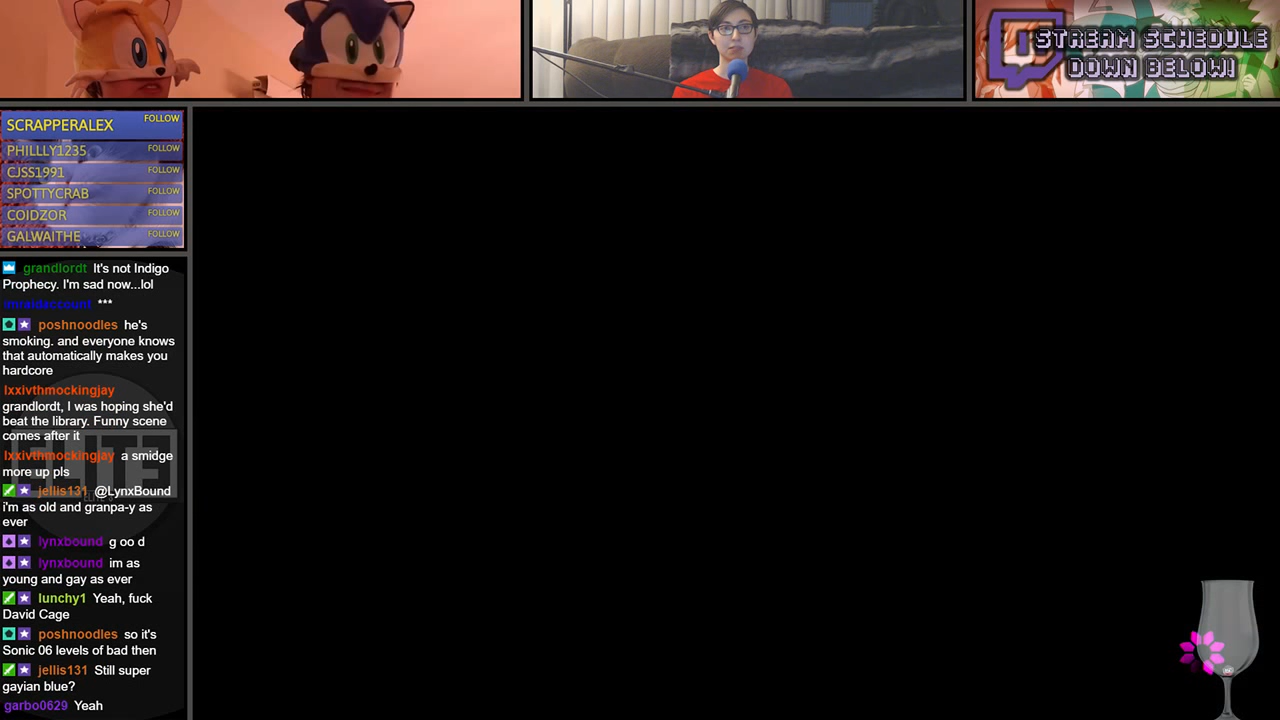 STREAM SCHEDULE
DOWN BELOW!
SCRAPPERALEX FOLLOW
PHILLLY1235 FOLLOW
CJSS1991 FOLLOW
SPOTTYCRAB FOLLOW
COIDZOR FOLLOW
GALWAITHE FOLLOW
grandlordt It's not Indigo
Prophecy. I'm sad now...lol
***
poshnoodles he's
smoking. and everyone knows
that automatically makes you
hardcore
lxxivthmockingjay
grandlordt, I was hoping she'd
beat the library. Funny scene
comes after it
lxxivthmockingjay a smidge
more up pls
jellis131 @LynxBound
i'm as old and granpa-y as
ever
lynxbound g oo d
lynxbound im as
young and gay as ever
lunchy1 Yeah, fuck
David Cage
poshnoodles so it's
Sonic 06 levels of bad then
jellis131 Still super
gayian blue?
garbo0629 Yeah
ELITE